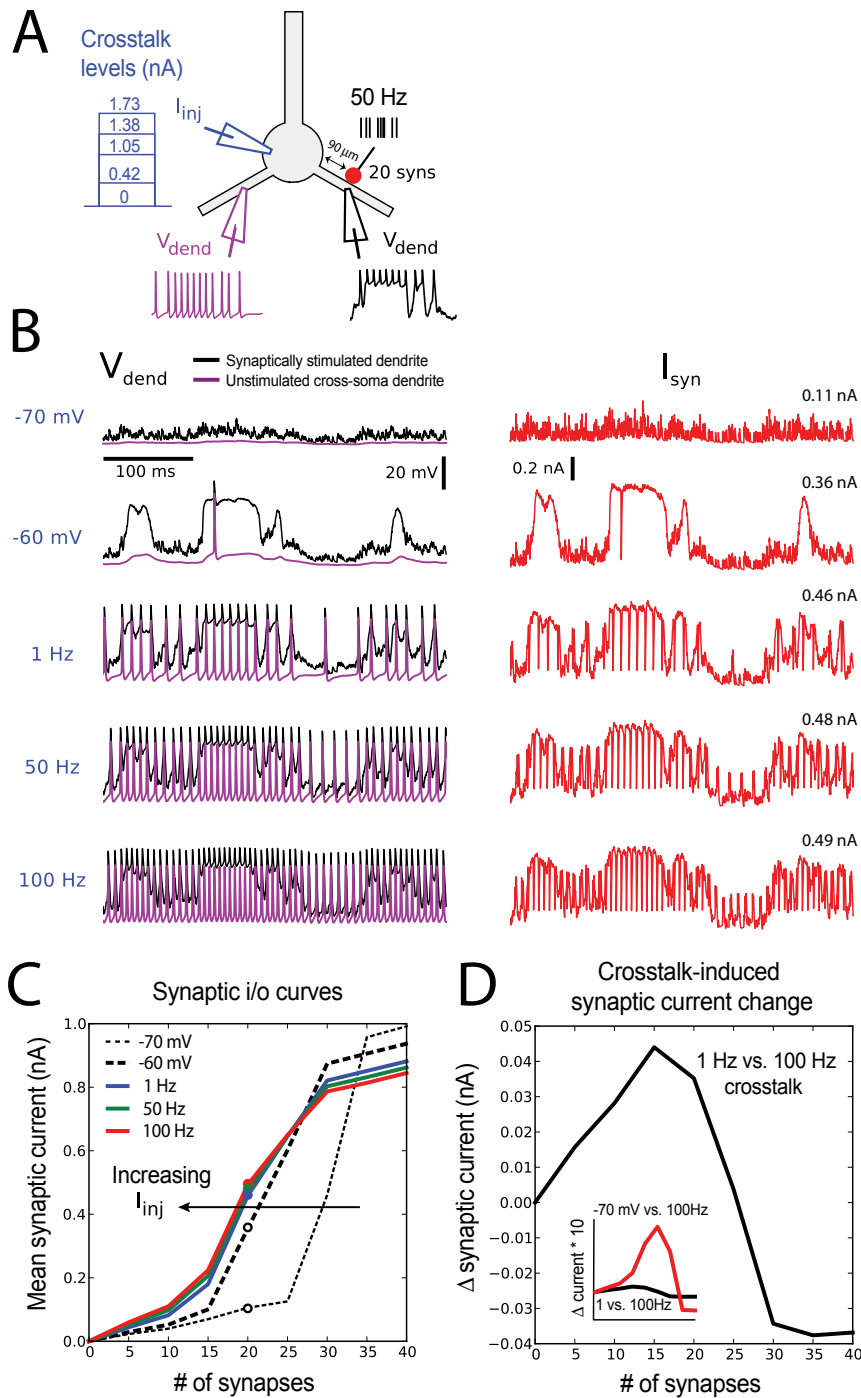 A
Crosstalk
levels (nA)
1.73
1.38
1.05
0.42
0
I_inj
50 Hz
90 µm
20 syns
V_dend
V_dend
B
V_dend
Synaptically stimulated dendrite
Unstimulated cross-soma dendrite
I_syn
-70 mV
0.11 nA
100 ms
20 mV
0.2 nA
0.36 nA
-60 mV
0.46 nA
1 Hz
0.48 nA
50 Hz
0.49 nA
100 Hz
C
Synaptic i/o curves
Mean synaptic current (nA)
1.0
0.8
0.6
0.4
0.2
0.0
-70 mV
-60 mV
1 Hz
50 Hz
100 Hz
Increasing
I_inj
0 5 10 15 20 25 30 35 40
# of synapses
D
Crosstalk-induced
synaptic current change
Δ synaptic current (nA)
0.05
0.04
0.03
0.02
0.01
0.00
−0.01
−0.02
−0.03
−0.04
1 Hz vs. 100 Hz
crosstalk
-70 mV vs. 100Hz
Δ current * 10
1 vs. 100Hz
0 5 10 15 20 25 30 35 40
# of synapses